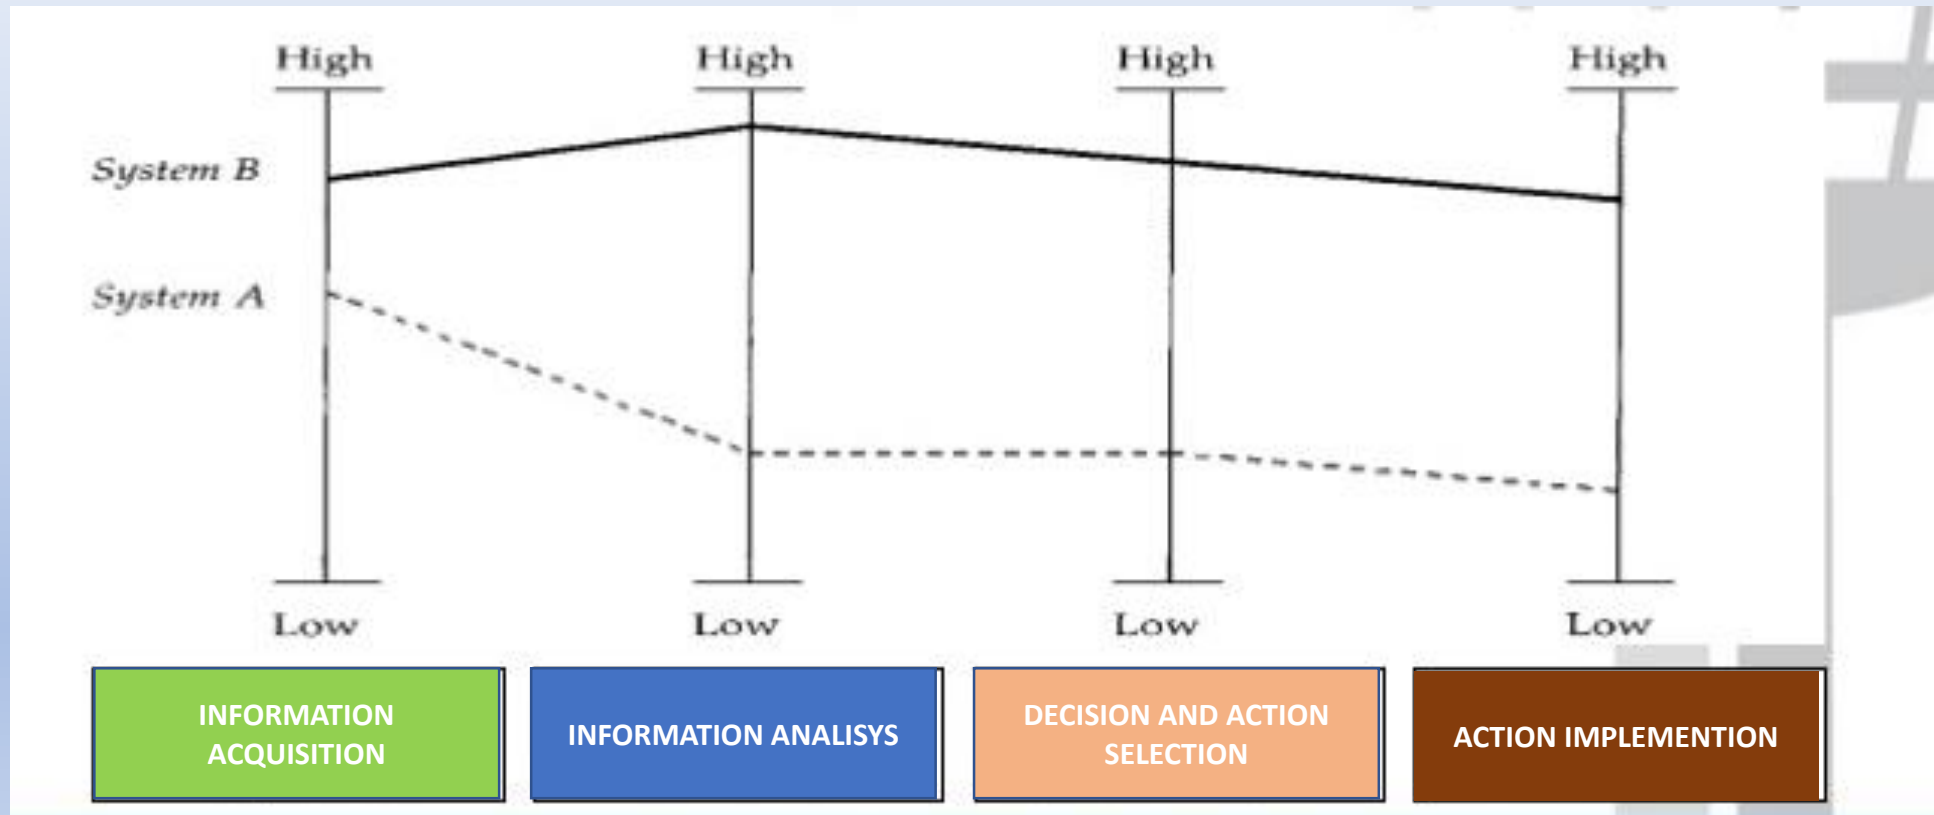 High High High High
System B
System A
Low Low Low Low
INFORMATION
ACQUISITION
INFORMATION ANALISYS
DECISION AND ACTION
SELECTION
ACTION IMPLEMENTION